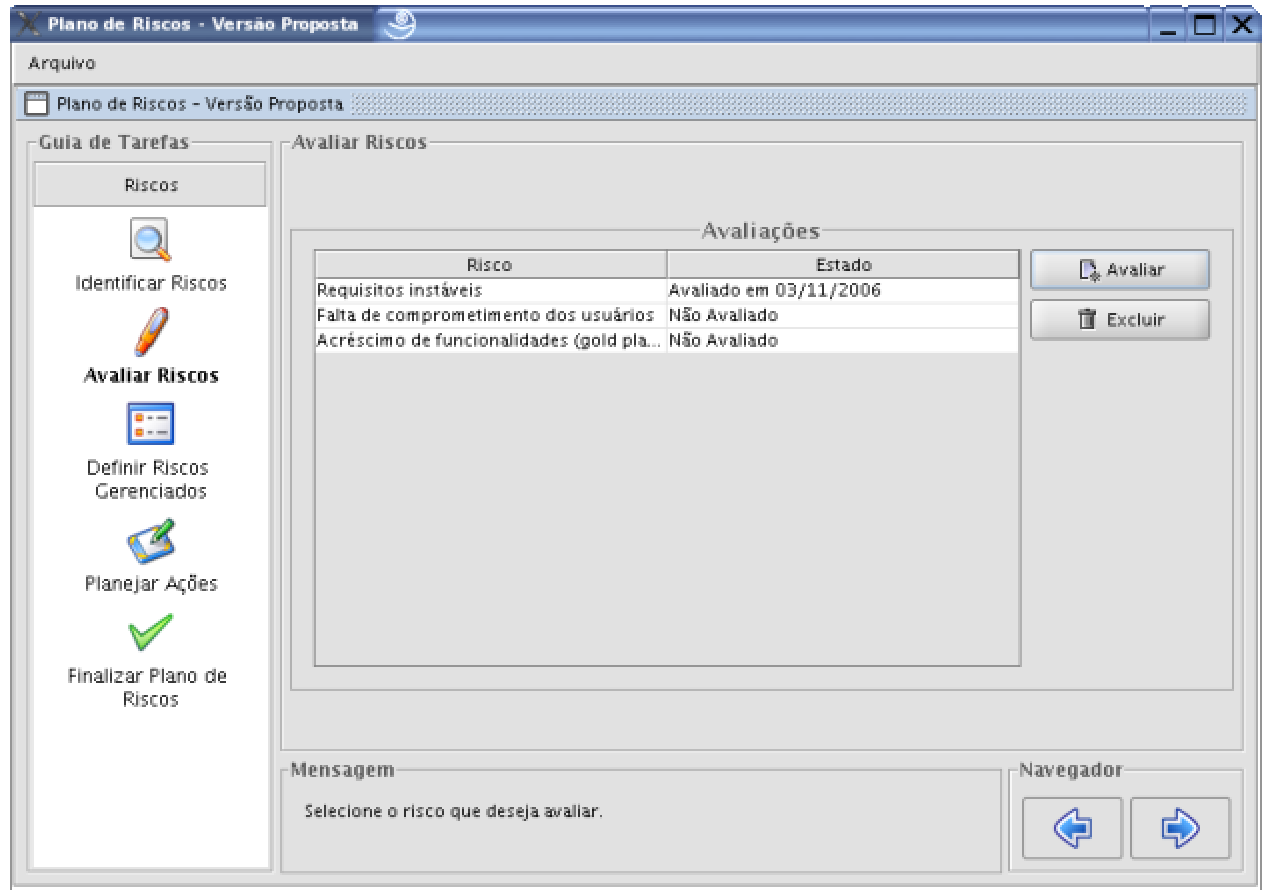 Plano de Riscos - Versão Proposta
Arquivo
Plano de Riscos - Versão Proposta
Guia de Tarefas
Riscos
Identificar Riscos
Avaliar Riscos
Definir Riscos
Gerenciados
Planejar Ações
Finalizar Plano de
Riscos
Avaliar Riscos
Avaliações
Risco Estado
Requisitos instáveis Avaliado em 03/11/2006
Falta de comprometimento dos usuários Não Avaliado
Acréscimo de funcionalidades (gold pla... Não Avaliado
Avaliar
Excluir
Mensagem
Selecione o risco que deseja avaliar.
Navegador